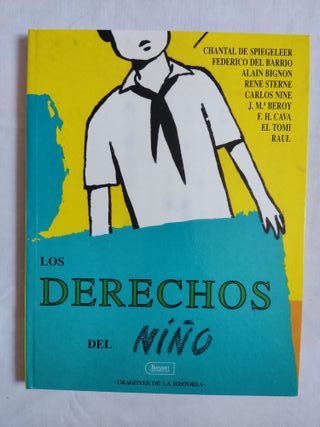 CHANTAL DE SPIEGELEER
FEDERICO DEL BARRIO
ALAIN BIGNON
RENE STERNE
CARLOS NINE
J. M.ª BEROY
F. H. CAVA
EL TOMI
RAUL
LOS
DERECHOS
DEL NIÑO
IKUSAGER
«IMAGENES DE LA HISTORIA»